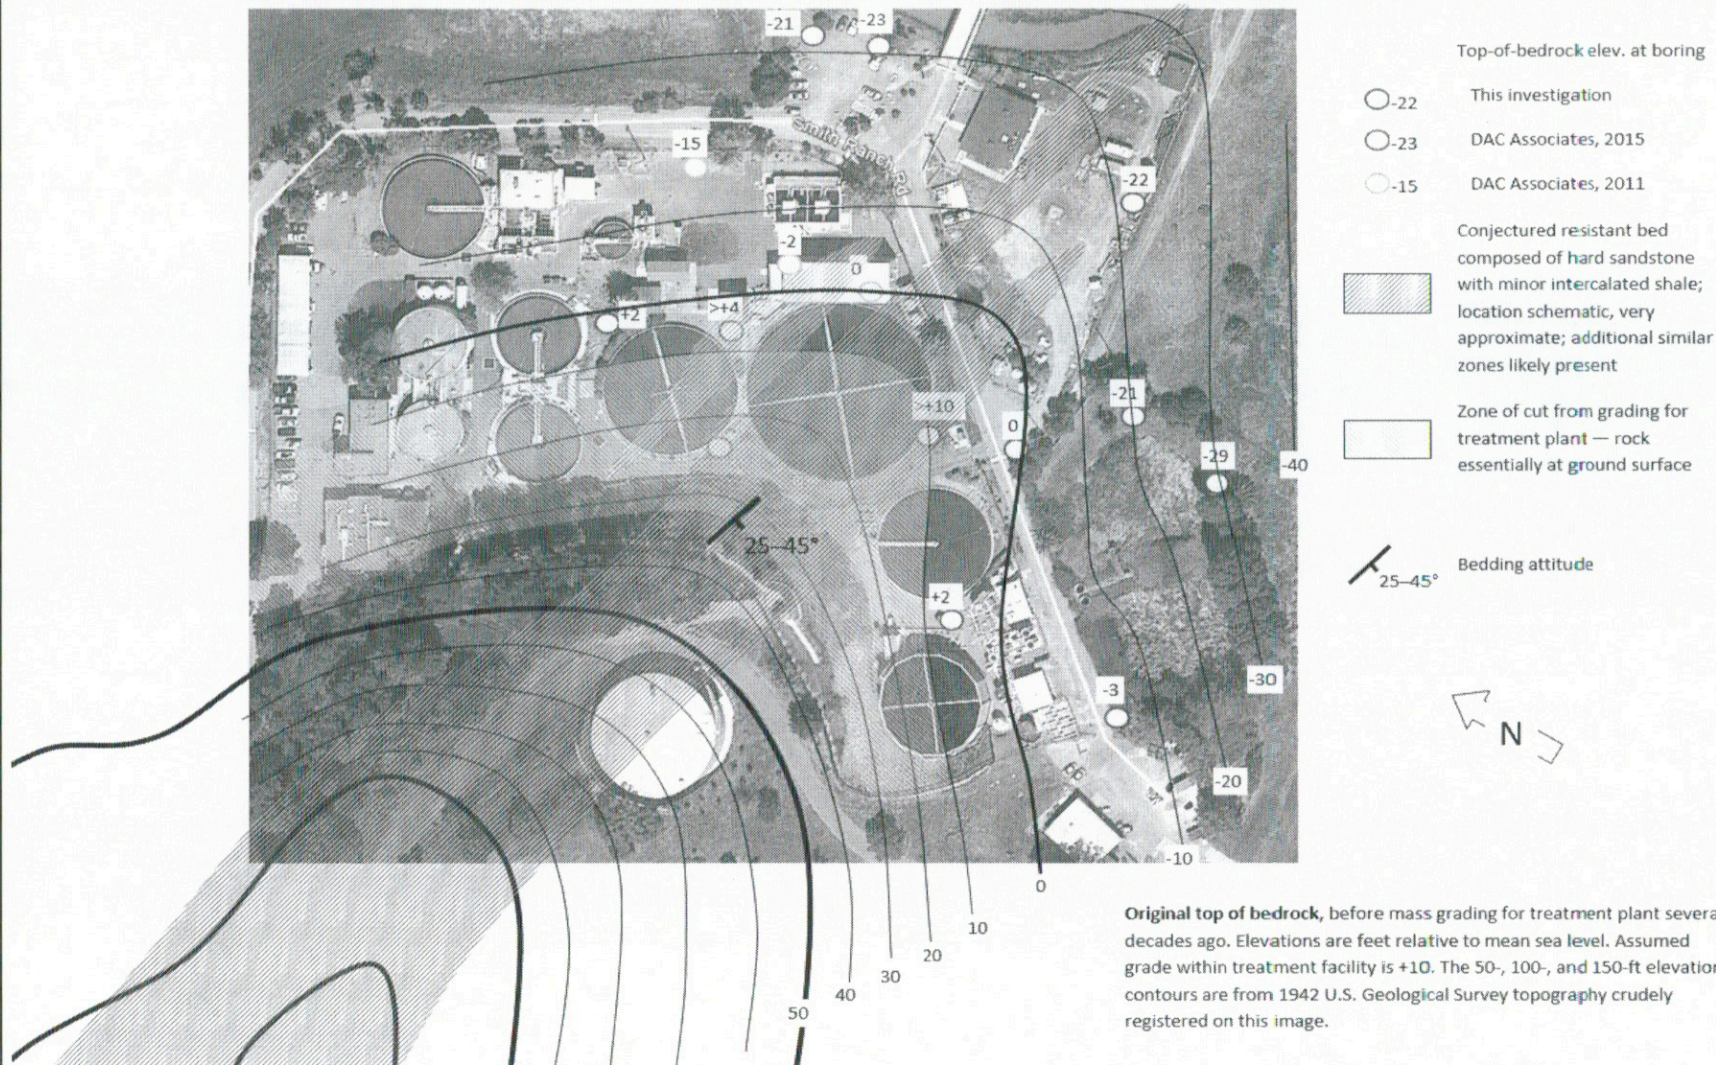 -21
-23
Smith Ranch Rd
-15
-22
-2
0
+2
>+4
>+10
0
-21
-29
-40
25–45°
+2
-3
-30
-20
-10
0
10
20
30
40
50
Top-of-bedrock elev. at boring
-22 This investigation
-23 DAC Associates, 2015
-15 DAC Associates, 2011
Conjectured resistant bed
composed of hard sandstone
with minor intercalated shale;
location schematic, very
approximate; additional similar
zones likely present
Zone of cut from grading for
treatment plant — rock
essentially at ground surface
25–45° Bedding attitude
N
Original top of bedrock, before mass grading for treatment plant severa
decades ago. Elevations are feet relative to mean sea level. Assumed
grade within treatment facility is +10. The 50-, 100-, and 150-ft elevation
contours are from 1942 U.S. Geological Survey topography crudely
registered on this image.